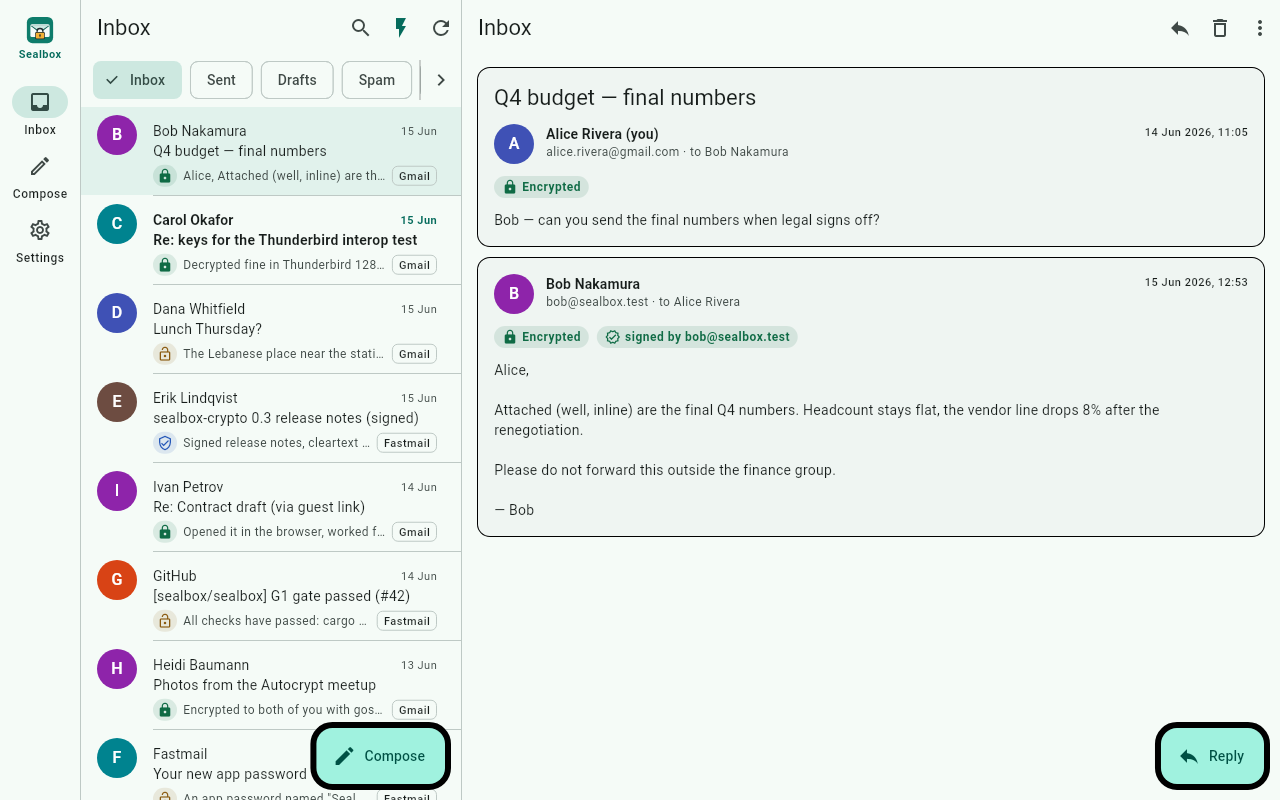 Sealbox
Inbox
Compose
Settings
Inbox
Inbox
Sent
Drafts
Spam
B
Bob Nakamura
15 Jun
Q4 budget — final numbers
Alice, Attached (well, inline) are th…
Gmail
C
Carol Okafor
15 Jun
Re: keys for the Thunderbird interop test
Decrypted fine in Thunderbird 128…
Gmail
D
Dana Whitfield
15 Jun
Lunch Thursday?
The Lebanese place near the stati…
Gmail
E
Erik Lindqvist
15 Jun
sealbox-crypto 0.3 release notes (signed)
Signed release notes, cleartext …
Fastmail
I
Ivan Petrov
14 Jun
Re: Contract draft (via guest link)
Opened it in the browser, worked f…
Gmail
G
GitHub
14 Jun
[sealbox/sealbox] G1 gate passed (#42)
All checks have passed: cargo …
Fastmail
H
Heidi Baumann
13 Jun
Photos from the Autocrypt meetup
Encrypted to both of you with gos…
Gmail
F
Fastmail
Your new app password
An app password named "Seal…
Fastmail
Compose
Inbox
Q4 budget — final numbers
A
Alice Rivera (you)
14 Jun 2026, 11:05
alice.rivera@gmail.com · to Bob Nakamura
Encrypted
Bob — can you send the final numbers when legal signs off?
B
Bob Nakamura
15 Jun 2026, 12:53
bob@sealbox.test · to Alice Rivera
Encrypted
signed by bob@sealbox.test
Alice,
Attached (well, inline) are the final Q4 numbers. Headcount stays flat, the vendor line drops 8% after the
renegotiation.
Please do not forward this outside the finance group.
— Bob
Reply